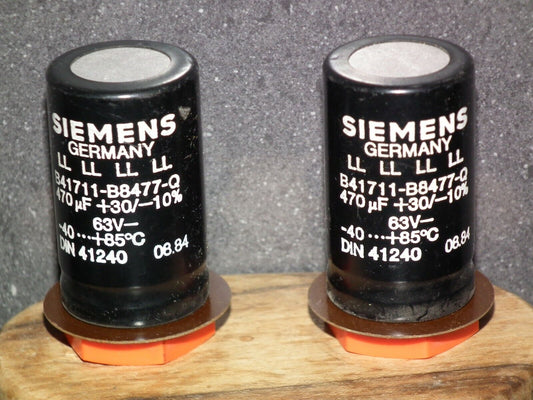 SIEMENS
GERMANY
LL LL LL LL
B41711-B8477-Q
470 µF +30/-10%
63V-
-40...+85°C
DIN 41240 08.84
SIEMENS
GERMANY
LL LL LL LL
B41711-B8477-Q
470 µF +30/-10%
63V-
-40...+85°C
DIN 41240 08.84